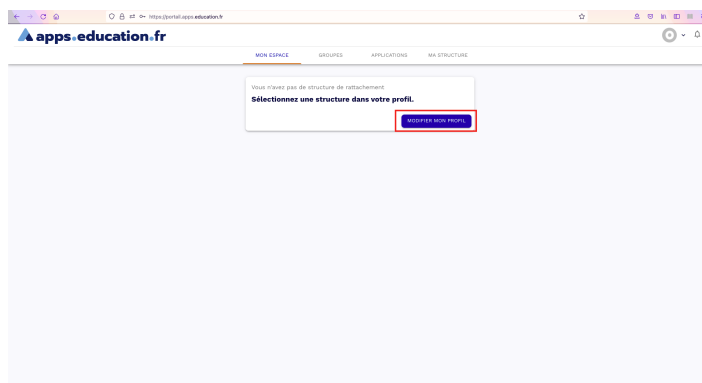 https://portail.apps.education.fr
apps.education.fr
MON ESPACE GROUPES APPLICATIONS MA STRUCTURE
Vous n'avez pas de structure de rattachement
Sélectionnez une structure dans votre profil.
MODIFIER MON PROFIL